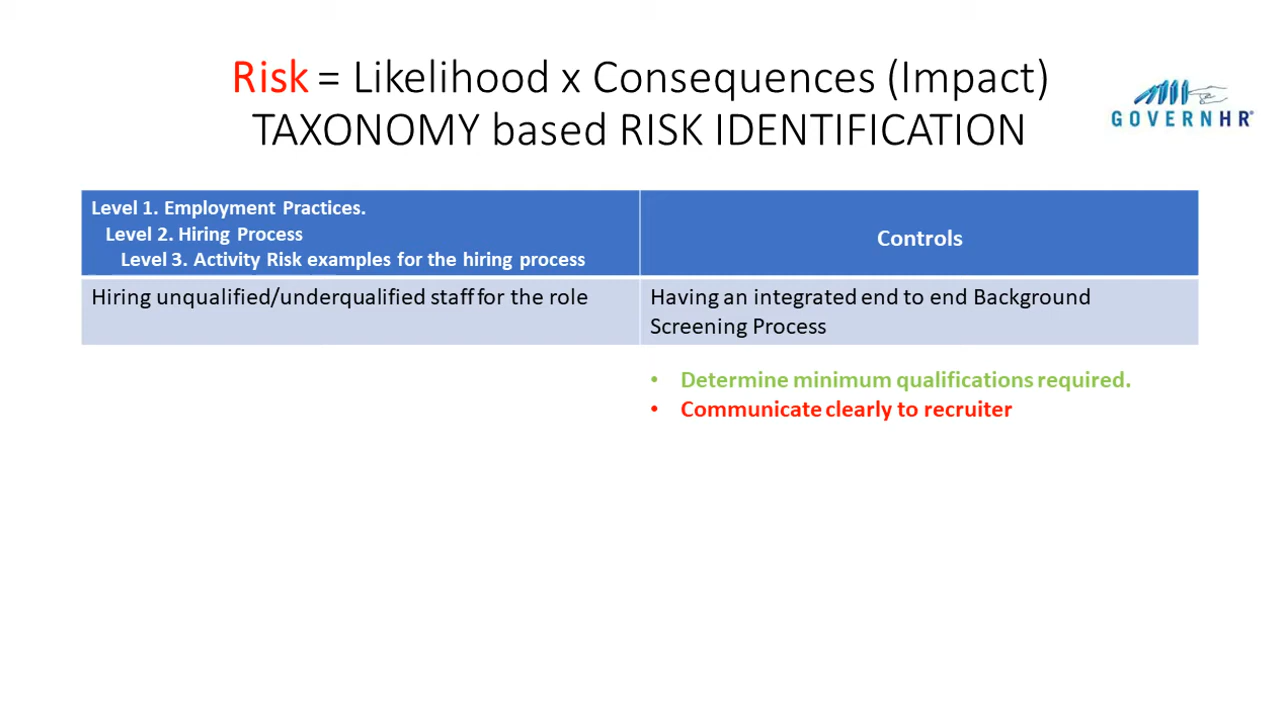 Risk = Likelihood x Consequences (Impact)
TAXONOMY based RISK IDENTIFICATION
GOVERNHR®
Level 1. Employment Practices.
Level 2. Hiring Process
Level 3. Activity Risk examples for the hiring process
Controls
Hiring unqualified/underqualified staff for the role
Having an integrated end to end Background
Screening Process
• Determine minimum qualifications required.
• Communicate clearly to recruiter